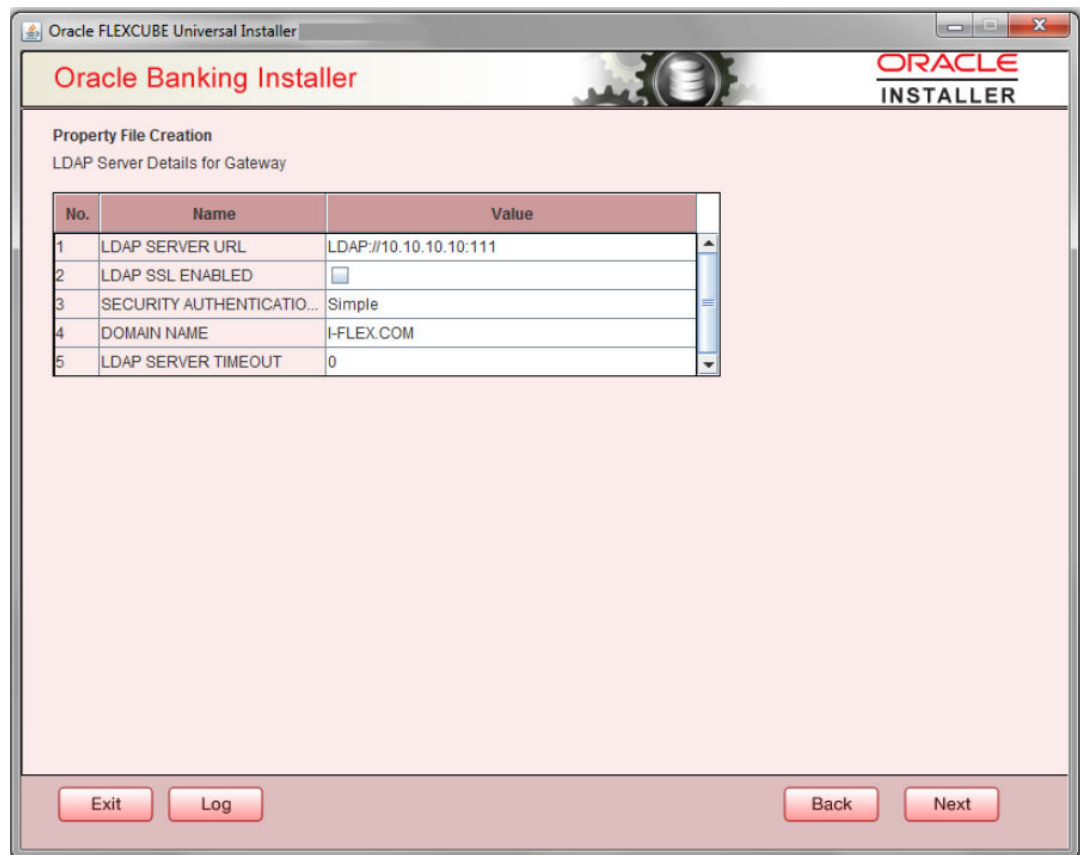 Oracle FLEXCUBE Universal Installer
Oracle Banking Installer
ORACLE
INSTALLER
Property File Creation
LDAP Server Details for Gateway
No. Name Value
1 LDAP SERVER URL LDAP://10.10.10.10:111
2 LDAP SSL ENABLED
3 SECURITY AUTHENTICATIO... Simple
4 DOMAIN NAME I-FLEX.COM
5 LDAP SERVER TIMEOUT 0
Exit Log Back Next